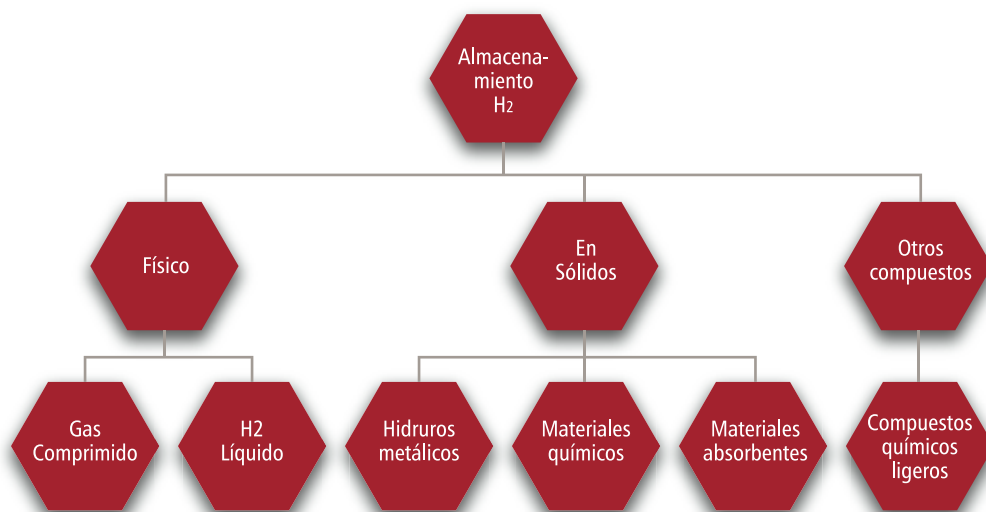 Almacena-
miento
H2
Físico
En
Sólidos
Otros
compuestos
Gas
Comprimido
H2
Líquido
Hidruros
metálicos
Materiales
químicos
Materiales
absorbentes
Compuestos
químicos
ligeros